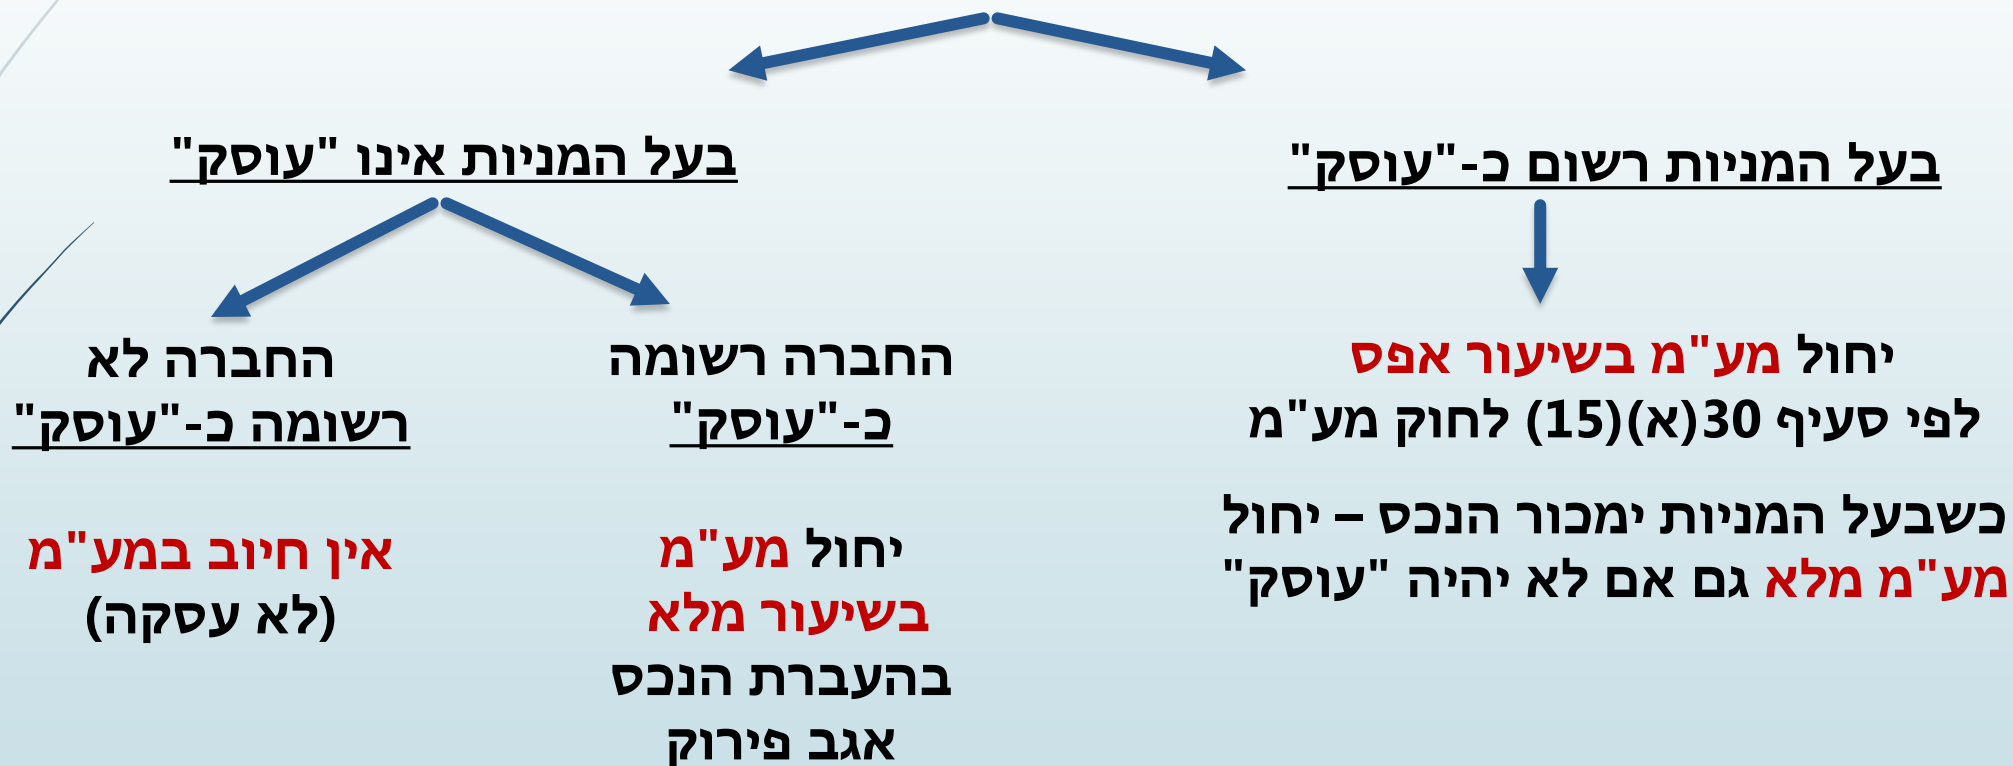 בעל המניות רשום כ-"עוסק"
יחול מע"מ בשיעור אפס
לפי סעיף 30(א)(15) לחוק מע"מ
כשבעל המניות ימכור הנכס – יחול
מע"מ מלא גם אם לא יהיה "עוסק"
בעל המניות אינו "עוסק"
החברה רשומה
כ-"עוסק"
יחול מע"מ
בשיעור מלא
בהעברת הנכס
אגב פירוק
החברה לא
רשומה כ-"עוסק"
אין חיוב במע"מ
(לא עסקה)